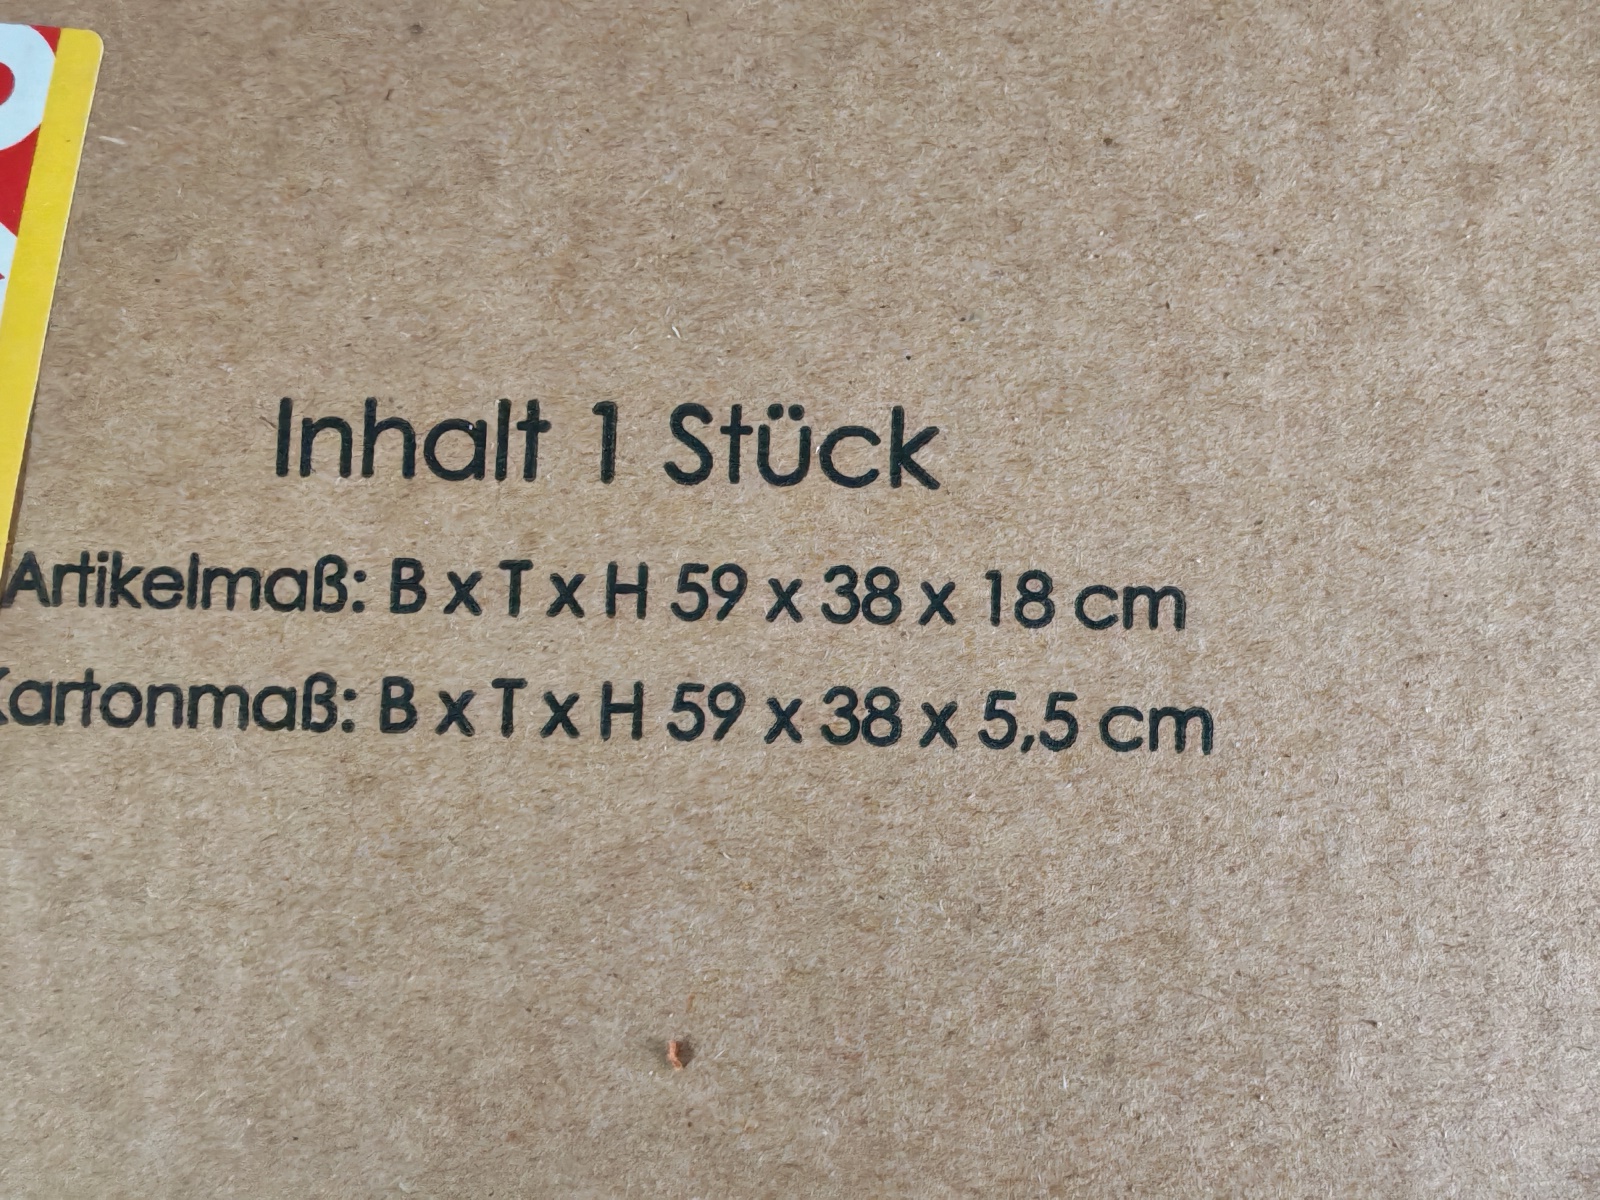 Inhalt 1 Stück
Artikelmaß: B x T x H 59 x 38 x 18 cm
Kartonmaß: B x T x H 59 x 38 x 5,5 cm